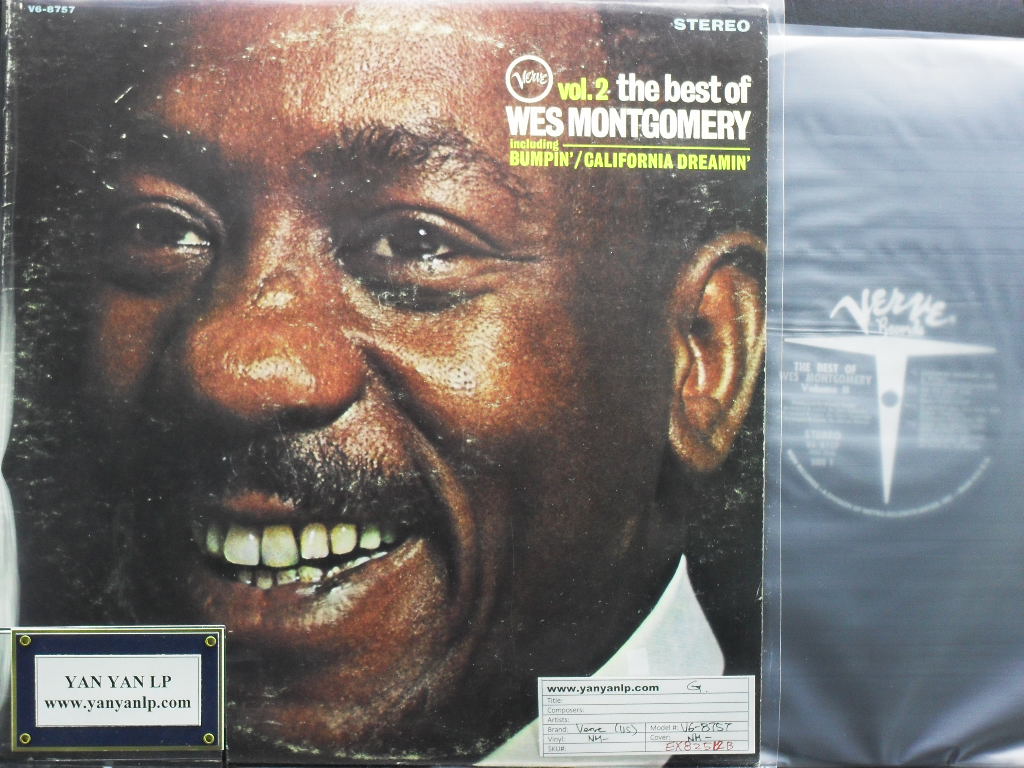 V6-8757
STEREO
Verve vol.2 the best of
WES MONTGOMERY
including
BUMPIN'/CALIFORNIA DREAMIN'
Verve
Records
THE BEST OF
WES MONTGOMERY
Volume II
STEREO
YAN YAN LP
www.yanyanlp.com
www.yanyanlp.com G.
Title:
Composers:
Artists:
Brand: Verve (US) Model #: V6-8757
Vinyl: NM- Cover: NM-
SKU#: EX82512B